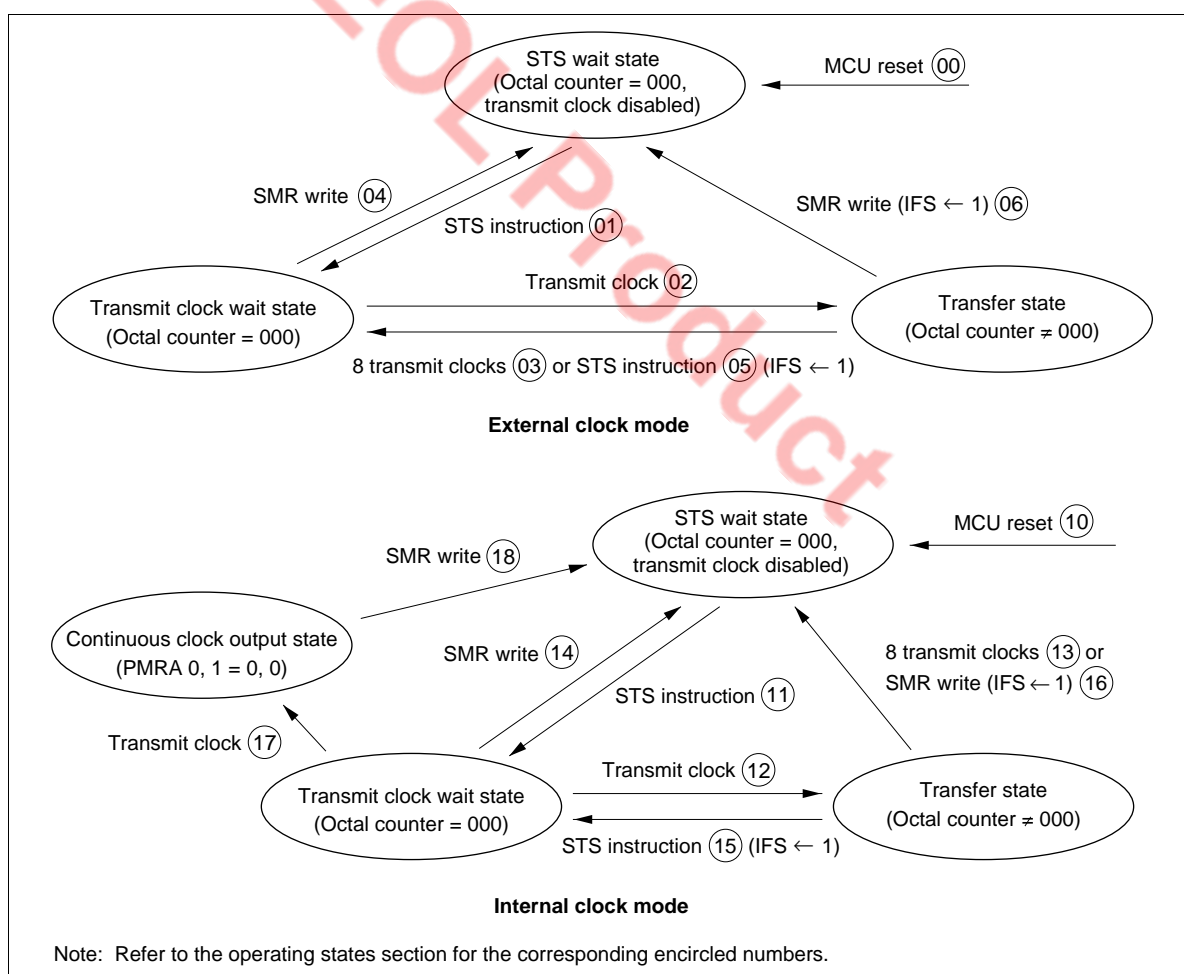 STS wait state
(Octal counter = 000,
transmit clock disabled)
MCU reset 00
SMR write 04
STS instruction 01
SMR write (IFS ← 1) 06
Transmit clock wait state
(Octal counter = 000)
Transmit clock 02
Transfer state
(Octal counter ≠ 000)
8 transmit clocks 03 or STS instruction 05 (IFS ← 1)
External clock mode
STS wait state
(Octal counter = 000,
transmit clock disabled)
MCU reset 10
SMR write 18
Continuous clock output state
(PMRA 0, 1 = 0, 0)
SMR write 14
STS instruction 11
8 transmit clocks 13 or
SMR write (IFS ← 1) 16
Transmit clock 17
Transmit clock wait state
(Octal counter = 000)
Transmit clock 12
STS instruction 15 (IFS ← 1)
Transfer state
(Octal counter ≠ 000)
Internal clock mode
Note: Refer to the operating states section for the corresponding encircled numbers.
EOL Product